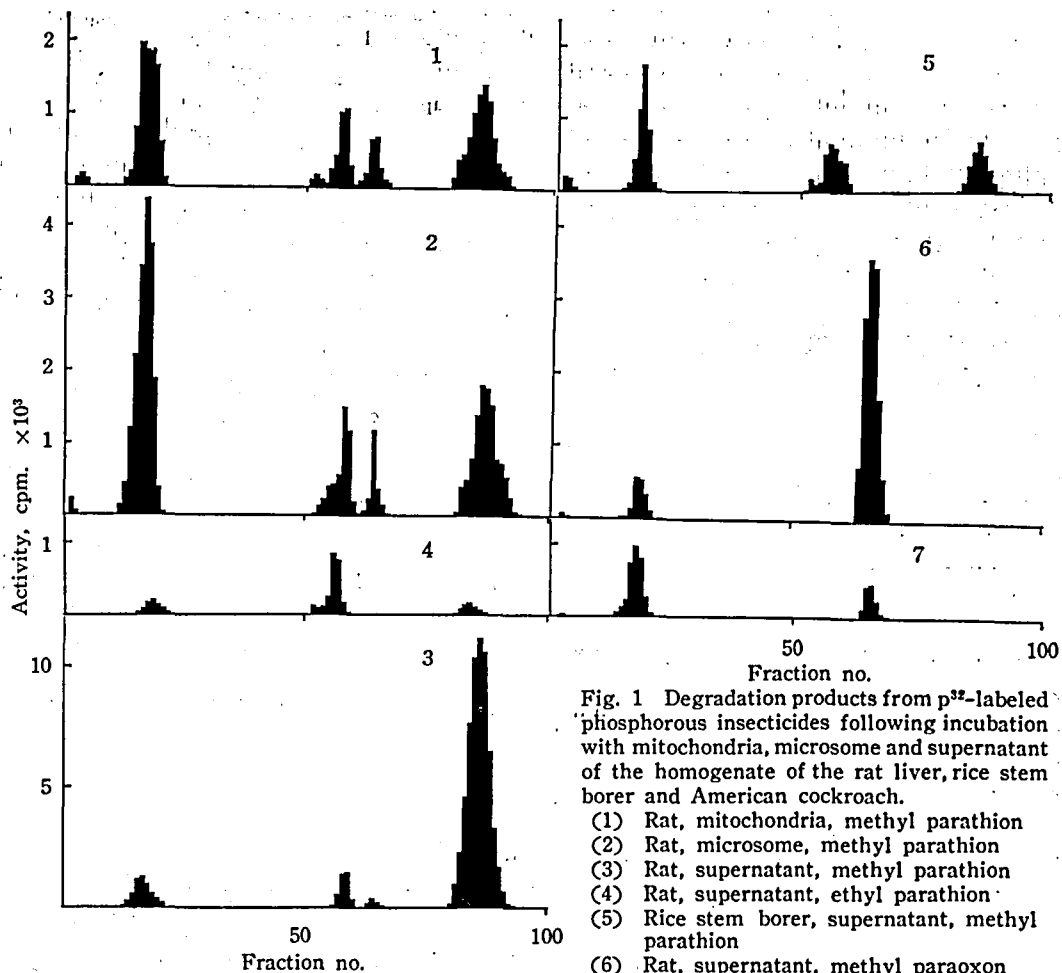 2
1
1
5
4
3
2
1
2
6
Activity, cpm. ×10³
1
4
7
50
100
Fraction no.
10
5
3
50
100
Fraction no.
Fig. 1 Degradation products from p³²-labeled
phosphorous insecticides following incubation
with mitochondria, microsome and supernatant
of the homogenate of the rat liver, rice stem
borer and American cockroach.
(1) Rat, mitochondria, methyl parathion
(2) Rat, microsome, methyl parathion
(3) Rat, supernatant, methyl parathion
(4) Rat, supernatant, ethyl parathion
(5) Rice stem borer, supernatant, methyl
parathion
(6) Rat, supernatant, methyl paraoxon